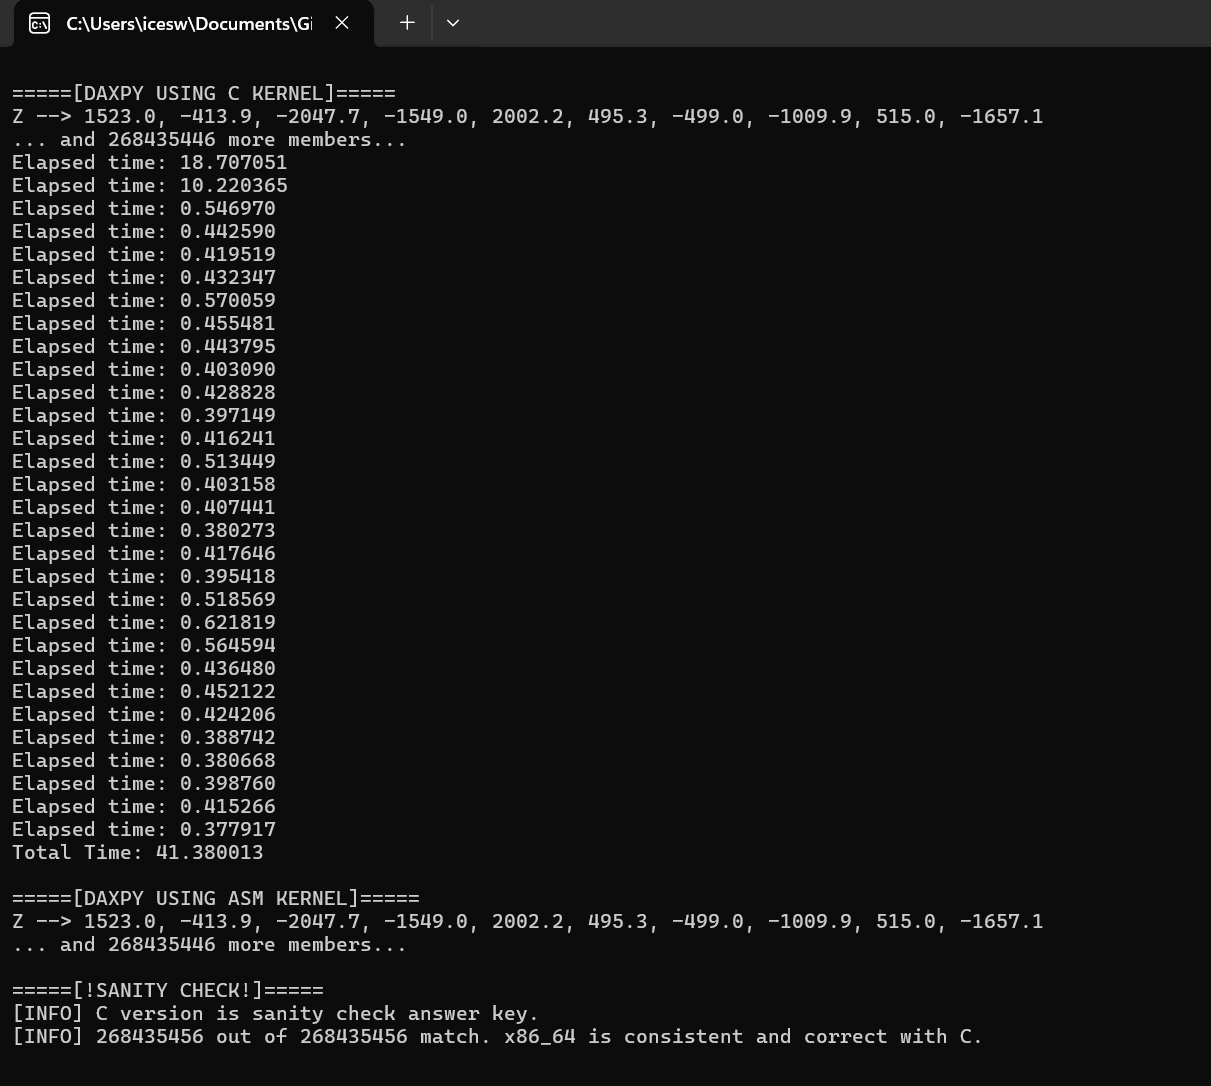 C:\Users\icesw\Documents\Gi
=====[DAXPY USING C KERNEL]=====
Z --> 1523.0, -413.9, -2047.7, -1549.0, 2002.2, 495.3, -499.0, -1009.9, 515.0, -1657.1
... and 268435446 more members...
Elapsed time: 18.707051
Elapsed time: 10.220365
Elapsed time: 0.546970
Elapsed time: 0.442590
Elapsed time: 0.419519
Elapsed time: 0.432347
Elapsed time: 0.570059
Elapsed time: 0.455481
Elapsed time: 0.443795
Elapsed time: 0.403090
Elapsed time: 0.428828
Elapsed time: 0.397149
Elapsed time: 0.416241
Elapsed time: 0.513449
Elapsed time: 0.403158
Elapsed time: 0.407441
Elapsed time: 0.380273
Elapsed time: 0.417646
Elapsed time: 0.395418
Elapsed time: 0.518569
Elapsed time: 0.621819
Elapsed time: 0.564594
Elapsed time: 0.436480
Elapsed time: 0.452122
Elapsed time: 0.424206
Elapsed time: 0.388742
Elapsed time: 0.380668
Elapsed time: 0.398760
Elapsed time: 0.415266
Elapsed time: 0.377917
Total Time: 41.380013
=====[DAXPY USING ASM KERNEL]=====
Z --> 1523.0, -413.9, -2047.7, -1549.0, 2002.2, 495.3, -499.0, -1009.9, 515.0, -1657.1
... and 268435446 more members...
=====[!SANITY CHECK!]=====
[INFO] C version is sanity check answer key.
[INFO] 268435456 out of 268435456 match. x86_64 is consistent and correct with C.